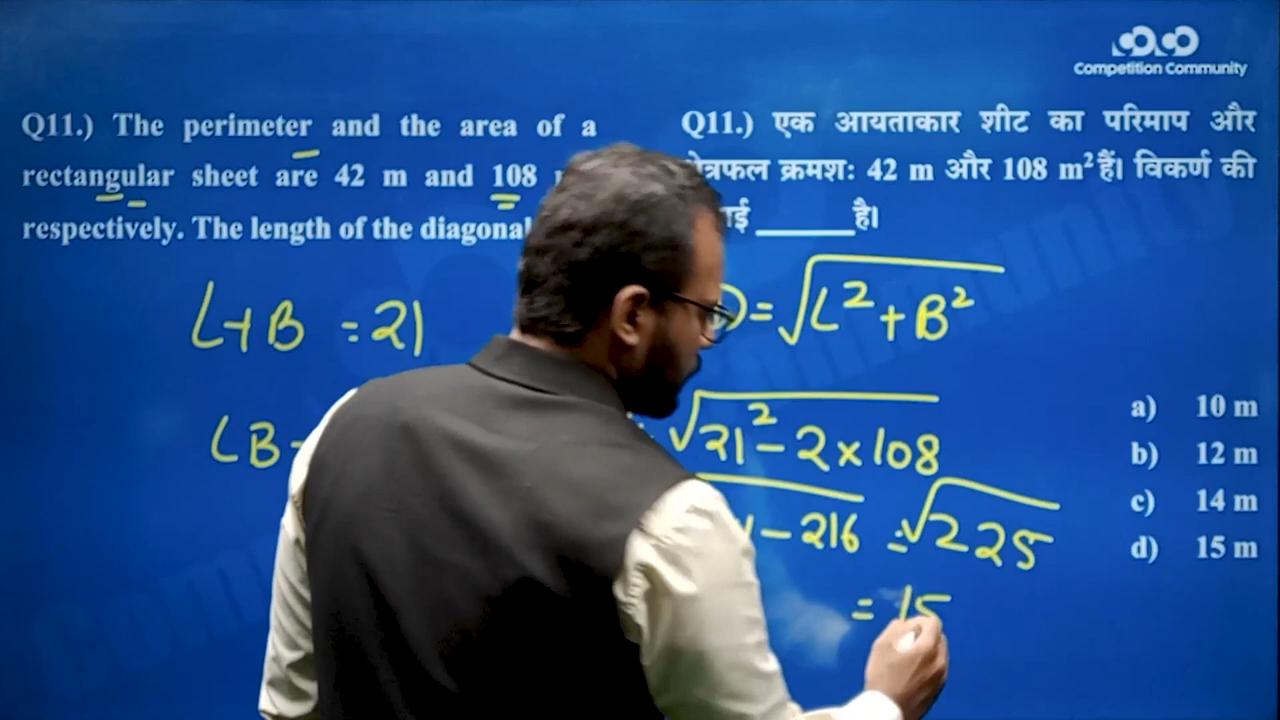 Competition Community
Q11.) The perimeter and the area of a
rectangular sheet are 42 m and 108
respectively. The length of the diagonal
Q11.) एक आयताकार शीट का परिमाप और
क्षेत्रफल क्रमश: 42 m और 108 m² हैं। विकर्ण की
______है।
L+B = 21
LB
D = √L² + B²
√21² - 2 × 108
- 216 = √225
= 15
a) 10 m
b) 12 m
c) 14 m
d) 15 m